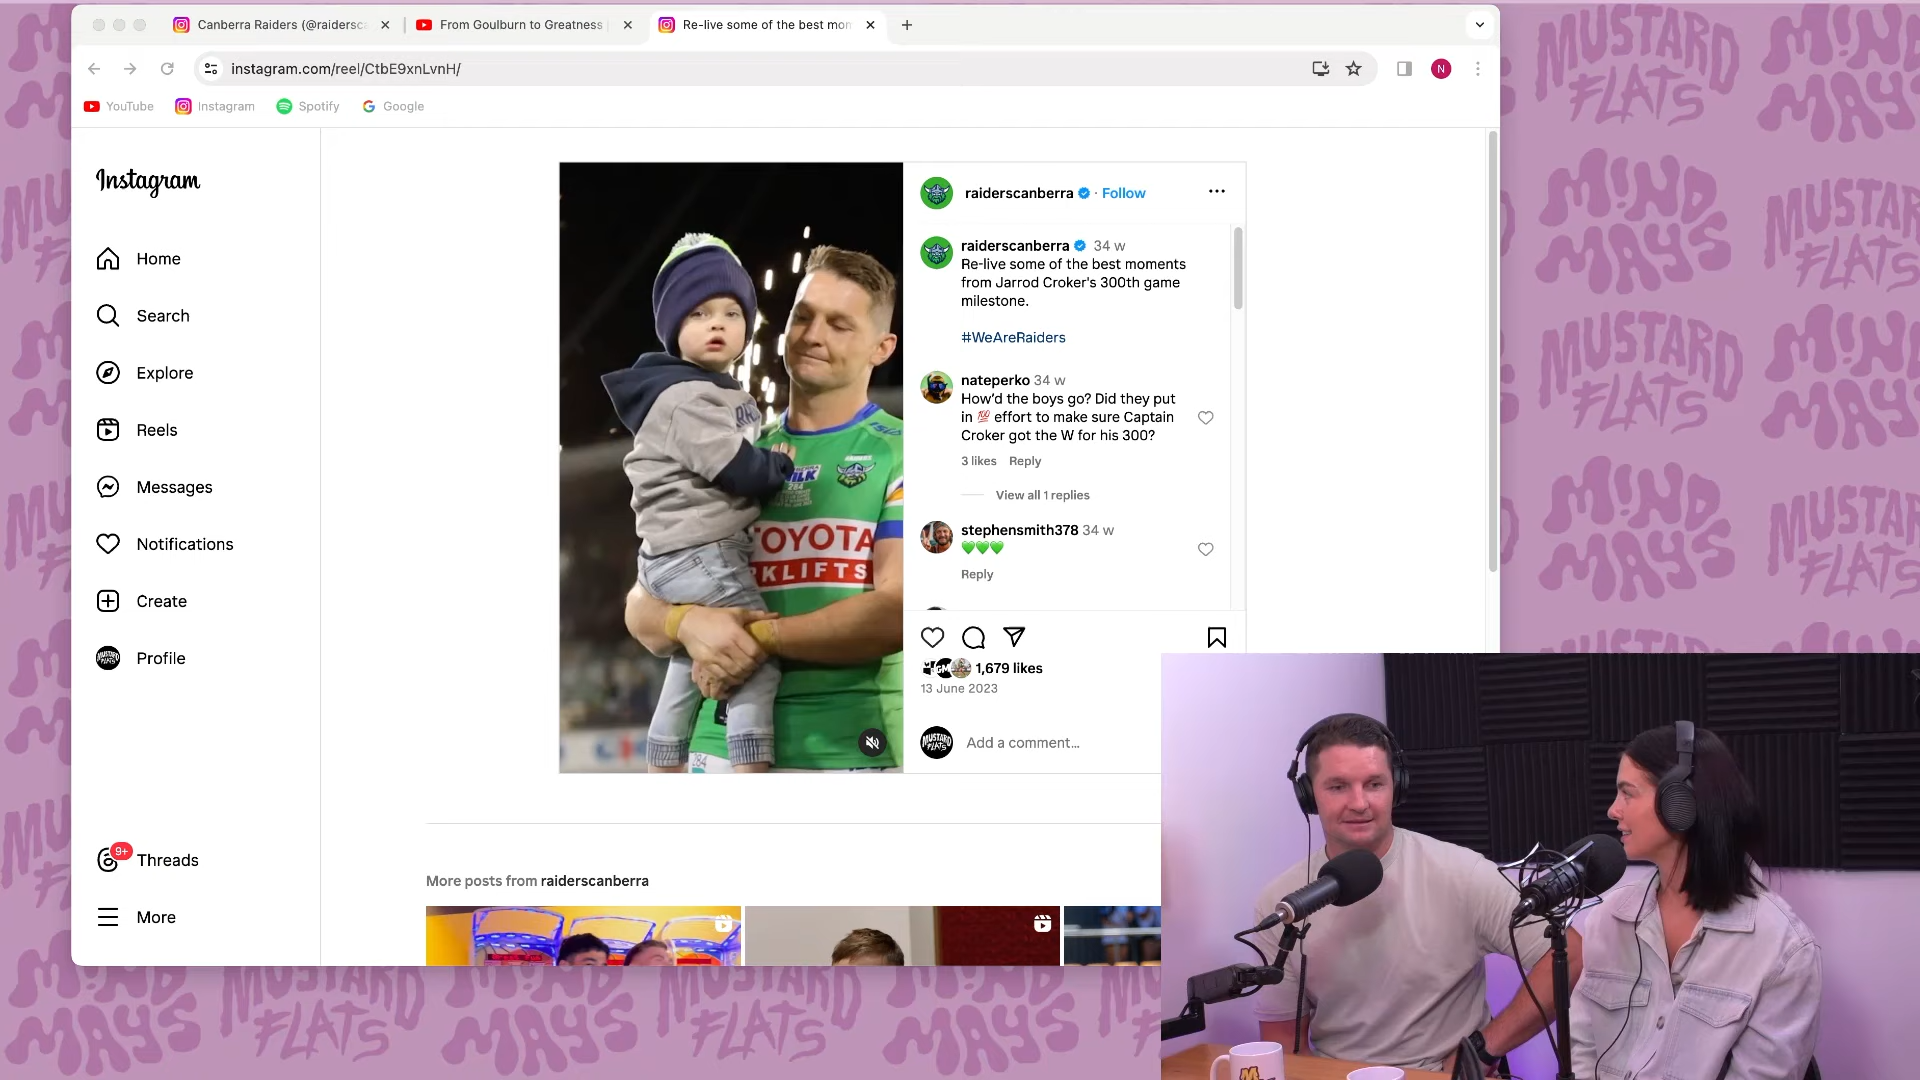 Canberra Raiders (@raidersca
From Goulburn to Greatness
Re-live some of the best mon
instagram.com/reel/CtbE9xnLvnH/
N
YouTube
Instagram
Spotify
Google
Instagram
Home
Search
Explore
Reels
Messages
Notifications
Create
Profile
9+
Threads
More
TOYOTA
RKLIFTS
284
raiderscanberra · Follow
raiderscanberra 34 w
Re-live some of the best moments
from Jarrod Croker's 300th game
milestone.
#WeAreRaiders
nateperko 34 w
How'd the boys go? Did they put
in 💯 effort to make sure Captain
Croker got the W for his 300?
3 likes Reply
View all 1 replies
stephensmith378 34 w
💚💚💚
Reply
1,679 likes
13 June 2023
MUSTARD
FLATS
Add a comment...
More posts from raiderscanberra
MUSTARD
FLATS
MIND
MAYS